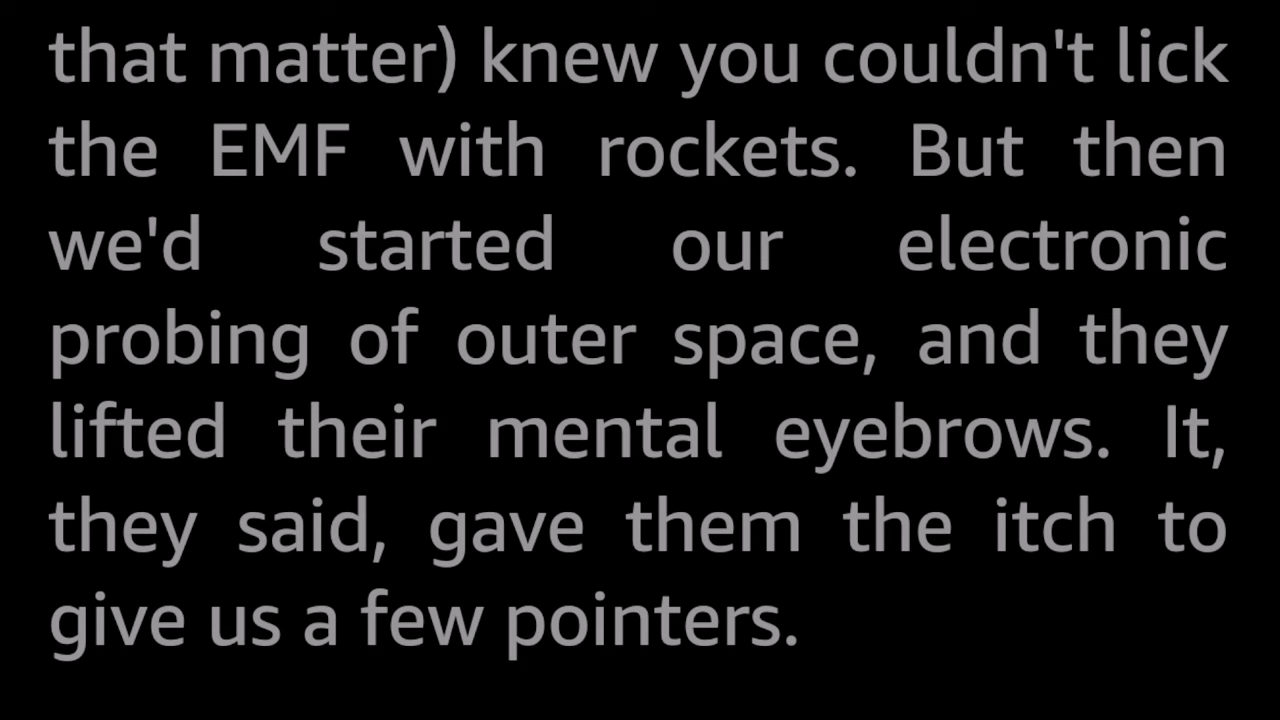 that matter) knew you couldn't lick
the EMF with rockets. But then
we'd started our electronic
probing of outer space, and they
lifted their mental eyebrows. It,
they said, gave them the itch to
give us a few pointers.